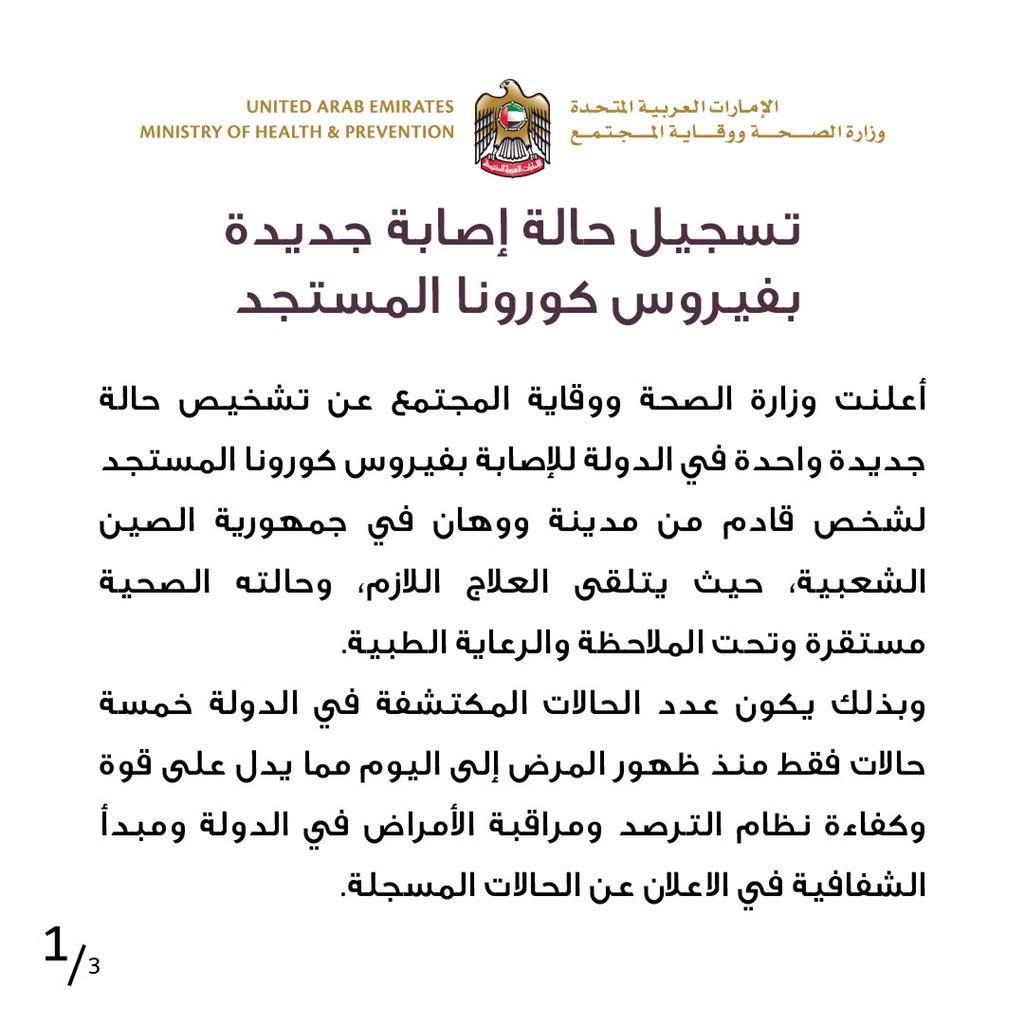 UNITED ARAB EMIRATES
MINISTRY OF HEALTH & PREVENTION
الإمارات العربية المتحدة
وزارة الصحة ووقاية المجتمع
الإمارات العربية المتحدة
تسجيل حالة إصابة جديدة
بفيروس كورونا المستجد
أعلنت وزارة الصحة ووقاية المجتمع عن تشخيص حالة
جديدة واحدة في الدولة للإصابة بفيروس كورونا المستجد
لشخص قادم من مدينة ووهان في جمهورية الصين
الشعبية، حيث يتلقى العلاج اللازم، وحالته الصحية
مستقرة وتحت الملاحظة والرعاية الطبية.
وبذلك يكون عدد الحالات المكتشفة في الدولة خمسة
حالات فقط منذ ظهور المرض إلى اليوم مما يدل على قوة
وكفاءة نظام الترصد ومراقبة الأمراض في الدولة ومبدأ
الشفافية في الاعلان عن الحالات المسجلة.
1/3